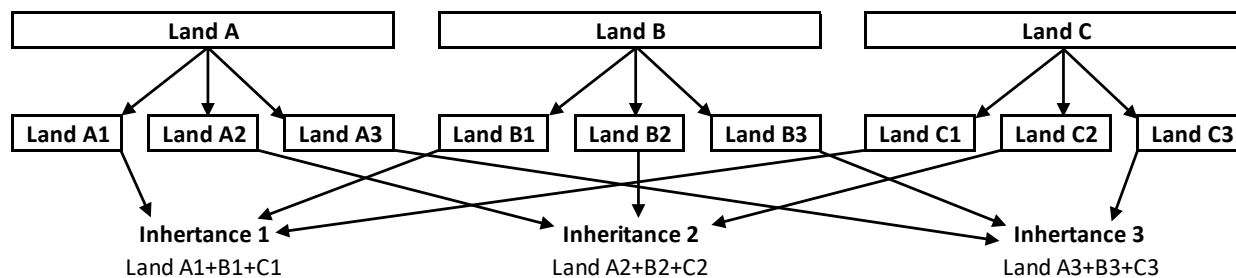 Land A Land B Land C
Land A1 Land A2 Land A3 Land B1 Land B2 Land B3 Land C1 Land C2 Land C3
Inhertance 1 Inheritance 2 Inheritance 3
Land A1+B1+C1 Land A2+B2+C2 Land A3+B3+C3